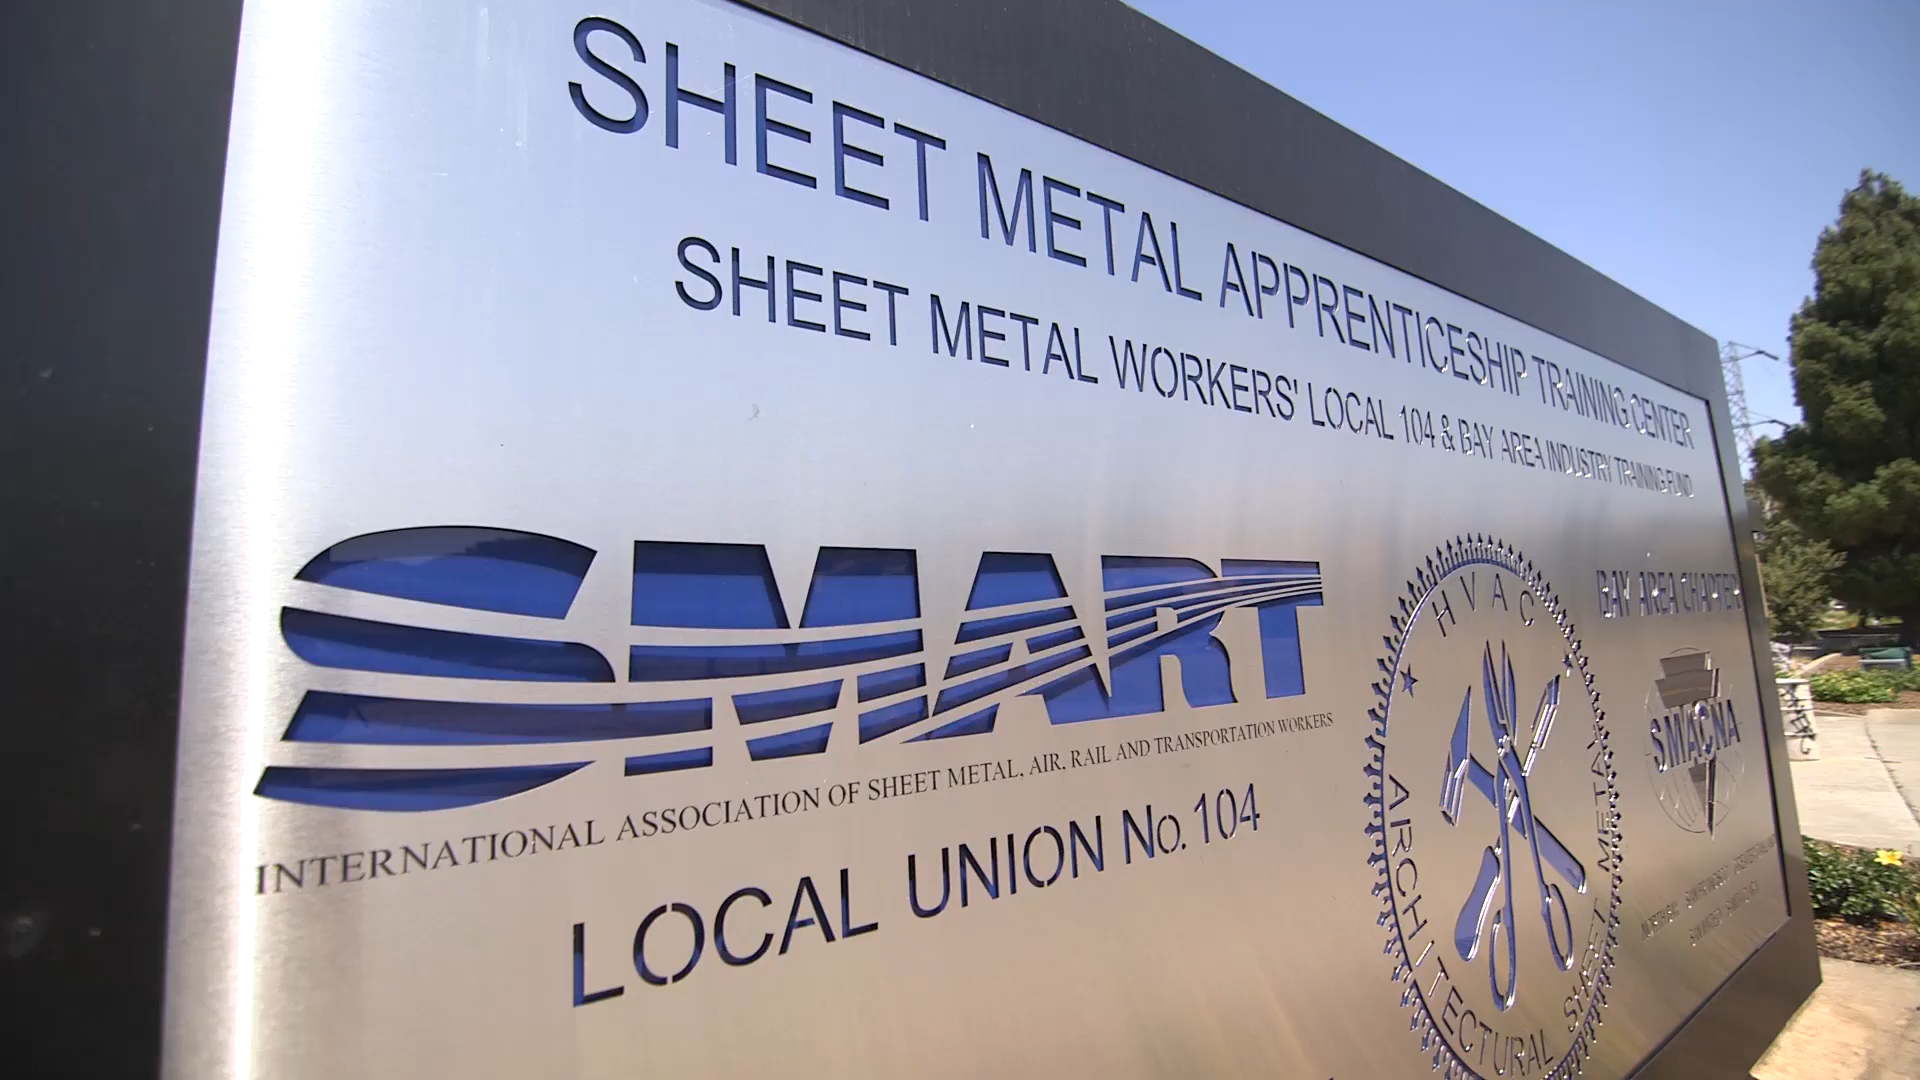 SHEET METAL APPRENTICESHIP TRAINING CENTER
SHEET METAL WORKERS' LOCAL 104 & BAY AREA INDUSTRY TRAINING FUND
SMART
INTERNATIONAL ASSOCIATION OF SHEET METAL, AIR, RAIL AND TRANSPORTATION WORKERS
LOCAL UNION No. 104
HVAC
ARCHITECTURAL SHEET METAL
BAY AREA CHAPTER
SMACNA